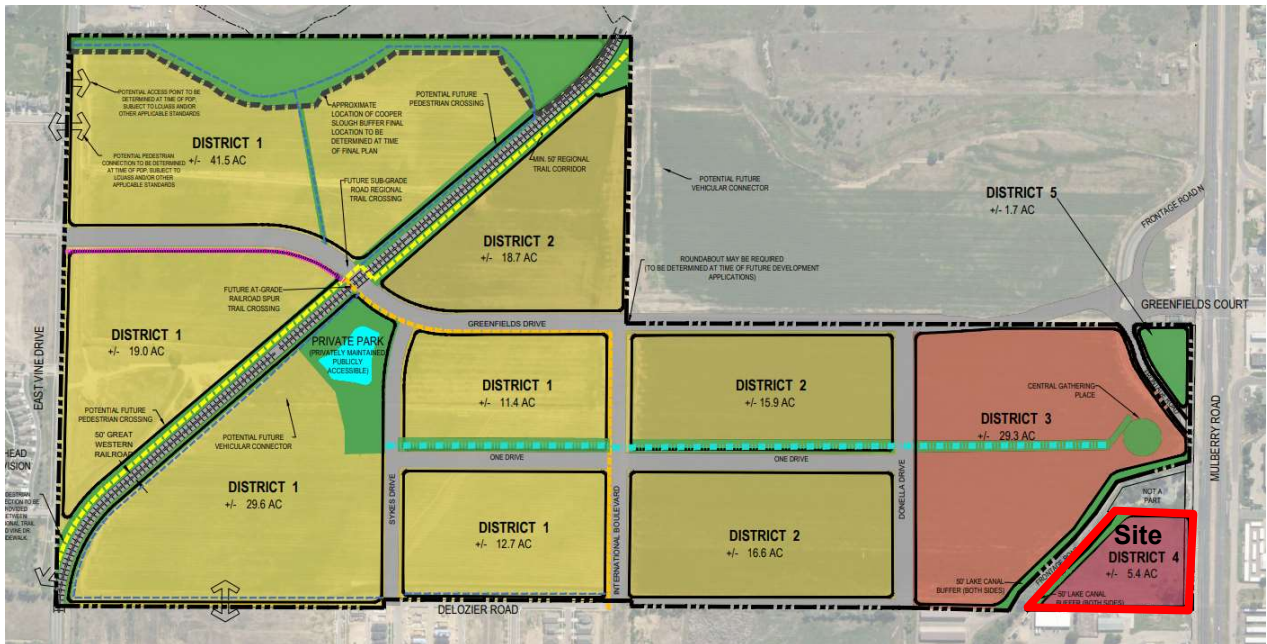 POTENTIAL ACCESS POINT TO BE
DETERMINED AT TIME OF PDP.
SUBJECT TO LCUASS AND/OR
OTHER APPLICABLE STANDARDS
POTENTIAL PEDESTRIAN
CONNECTION TO BE DETERMINED
AT TIME OF PDP, SUBJECT TO
LCUASS AND/OR OTHER
APPLICABLE STANDARDS
DISTRICT 1
+/- 41.5 AC
APPROXIMATE
LOCATION OF COOPER
SLOUGH BUFFER FINAL
LOCATION TO BE
DETERMINED AT TIME
OF FINAL PLAN
POTENTIAL FUTURE
PEDESTRIAN CROSSING
MIN. 50' REGIONAL
TRAIL CORRIDOR
FUTURE SUB-GRADE
ROAD REGIONAL
TRAIL CROSSING
POTENTIAL FUTURE
VEHICULAR CONNECTOR
DISTRICT 5
+/- 1.7 AC
FRONTAGE ROAD N
DISTRICT 2
+/- 18.7 AC
ROUNDABOUT MAY BE REQUIRED
(TO BE DETERMINED AT TIME OF FUTURE DEVELOPMENT
APPLICATIONS)
FUTURE AT-GRADE
RAILROAD SPUR
TRAIL CROSSING
GREENFIELDS COURT
GREENFIELDS DRIVE
EAST VINE DRIVE
DISTRICT 1
+/- 19.0 AC
PRIVATE PARK
(PRIVATELY MAINTAINED
PUBLICLY
ACCESSIBLE)
DISTRICT 1
+/- 11.4 AC
DISTRICT 2
+/- 15.9 AC
CENTRAL GATHERING
PLACE
DISTRICT 3
+/- 29.3 AC
MULBERRY ROAD
POTENTIAL FUTURE
PEDESTRIAN CROSSING
50' GREAT
WESTERN
RAILROAD
POTENTIAL FUTURE
VEHICULAR CONNECTOR
ONE DRIVE
ONE DRIVE
HEAD
VISION
DISTRICT 1
+/- 29.6 AC
SYKES DRIVE
INTERNATIONAL BOULEVARD
DONELLA DRIVE
NOT A
PART
DISTRICT 1
+/- 12.7 AC
DISTRICT 2
+/- 16.6 AC
Site
DISTRICT 4
+/- 5.4 AC
FRONTAGE ROAD
50' LAKE CANAL
BUFFER (BOTH SIDES)
50' LAKE CANAL
BUFFER (BOTH SIDES)
DELOZIER ROAD